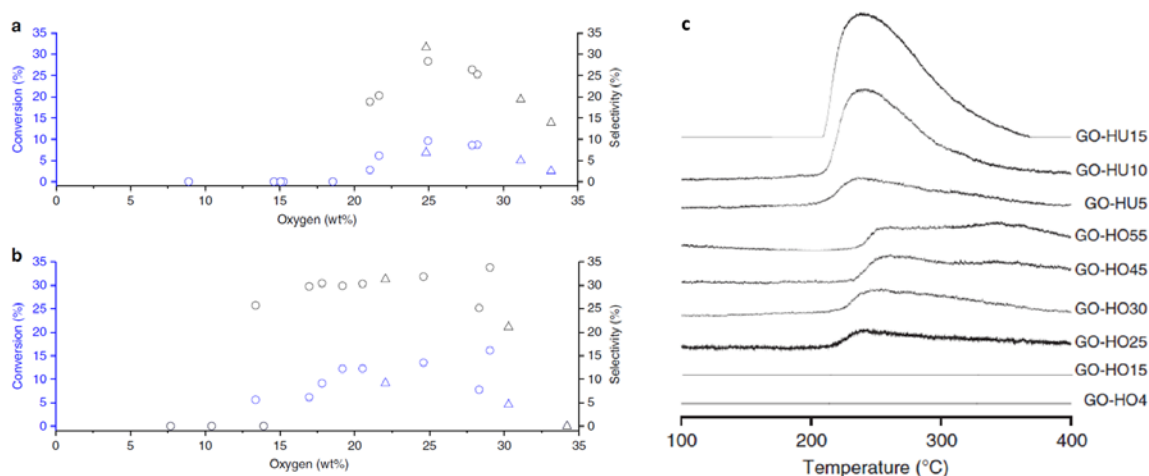 a
Conversion (%)
35
30
25
20
15
10
5
0
35
30
25
20
15
10
5
0
Selectivity (%)
0 5 10 15 20 25 30 35
Oxygen (wt%)
b
Conversion (%)
35
30
25
20
15
10
5
0
35
30
25
20
15
10
5
0
Selectivity (%)
0 5 10 15 20 25 30 35
Oxygen (wt%)
c
GO-HU15
GO-HU10
GO-HU5
GO-HO55
GO-HO45
GO-HO30
GO-HO25
GO-HO15
GO-HO4
100 200 300 400
Temperature (°C)